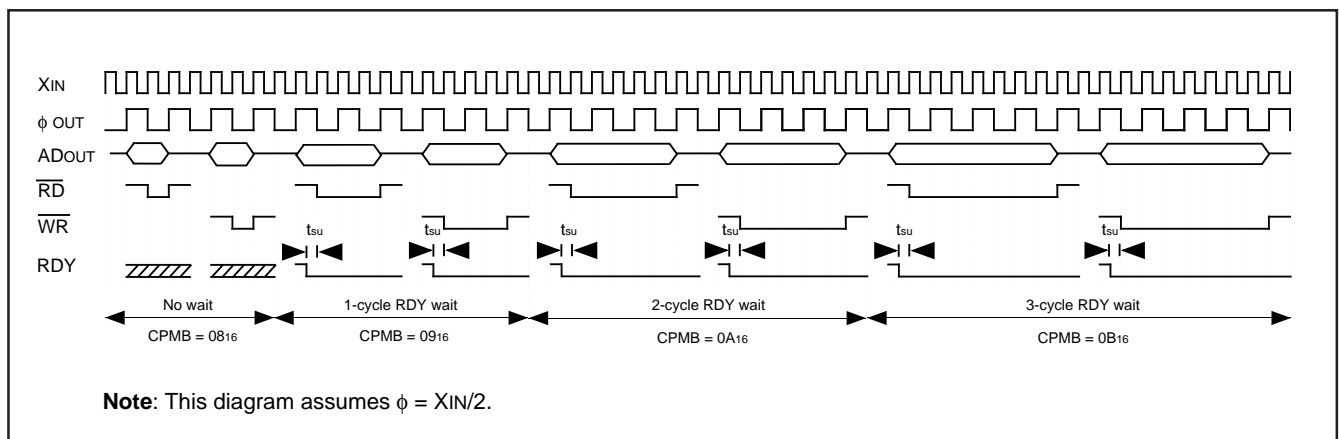 XIN
ϕ OUT
ADOUT
RD
WR
tsu tsu tsu tsu tsu tsu
RDY
No wait 1-cycle RDY wait 2-cycle RDY wait 3-cycle RDY wait
CPMB = 0816 CPMB = 0916 CPMB = 0A16 CPMB = 0B16
Note: This diagram assumes ϕ = XIN/2.